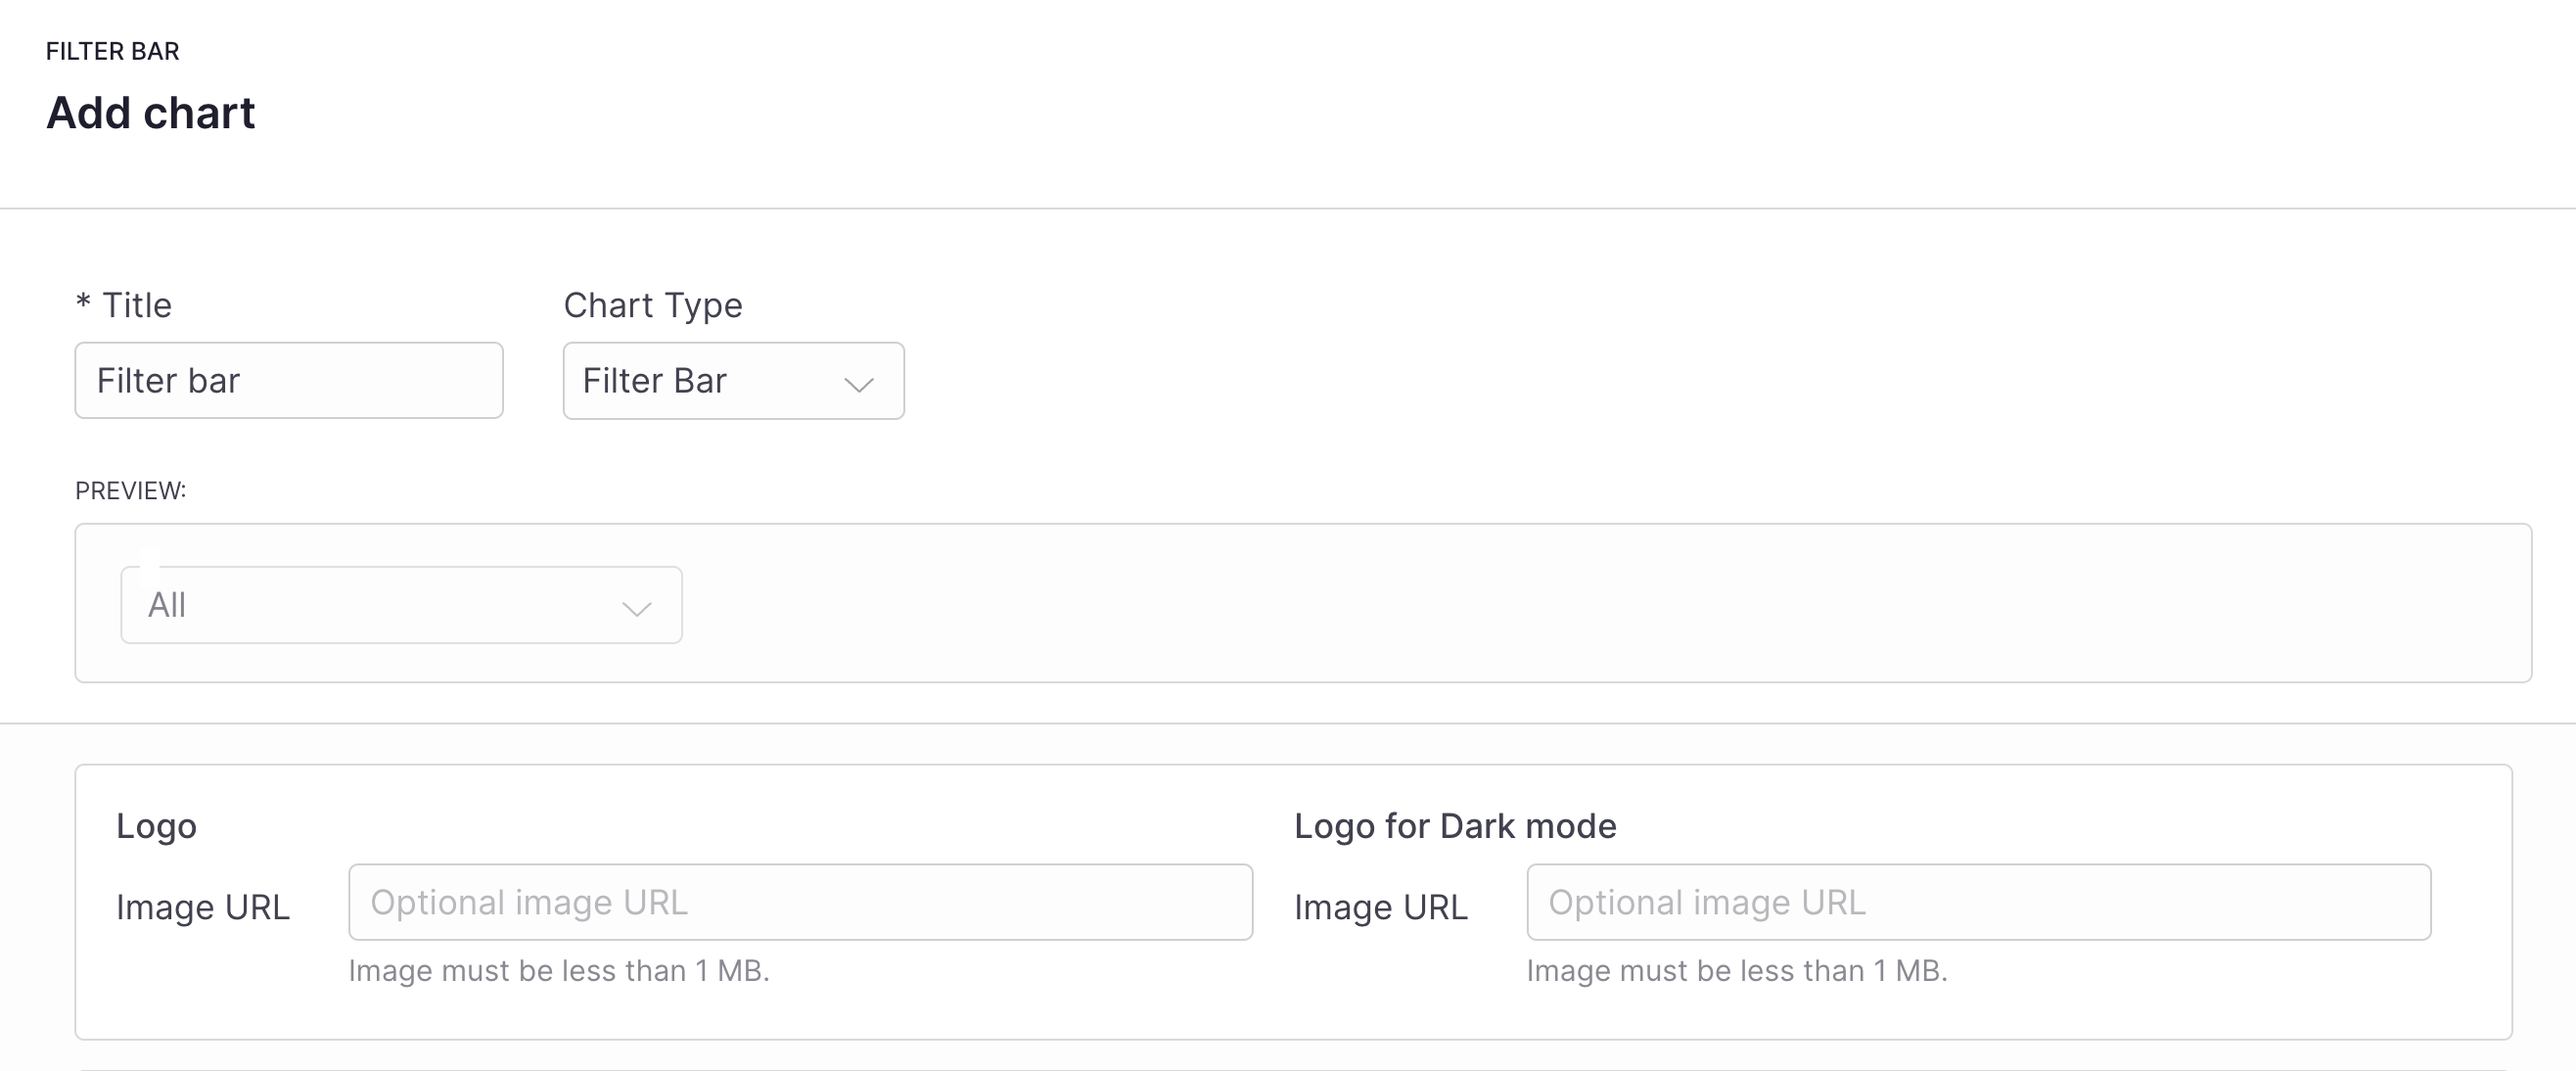 FILTER BAR
Add chart
* Title
Chart Type
Filter bar
Filter Bar
PREVIEW:
All
Logo
Logo for Dark mode
Image URL
Optional image URL
Image URL
Optional image URL
Image must be less than 1 MB.
Image must be less than 1 MB.